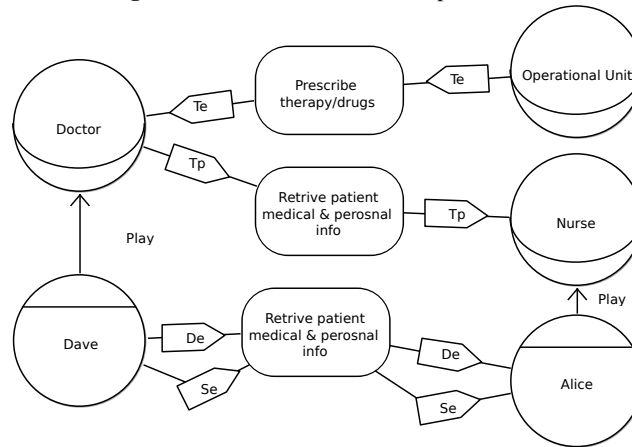 Prescribe
therapy/drugs
Te
Te
Operational Unit
Doctor
Tp
Retrive patient
medical & perosnal
info
Tp
Nurse
Play
Play
Dave
De
Se
Retrive patient
medical & perosnal
info
De
Se
Alice